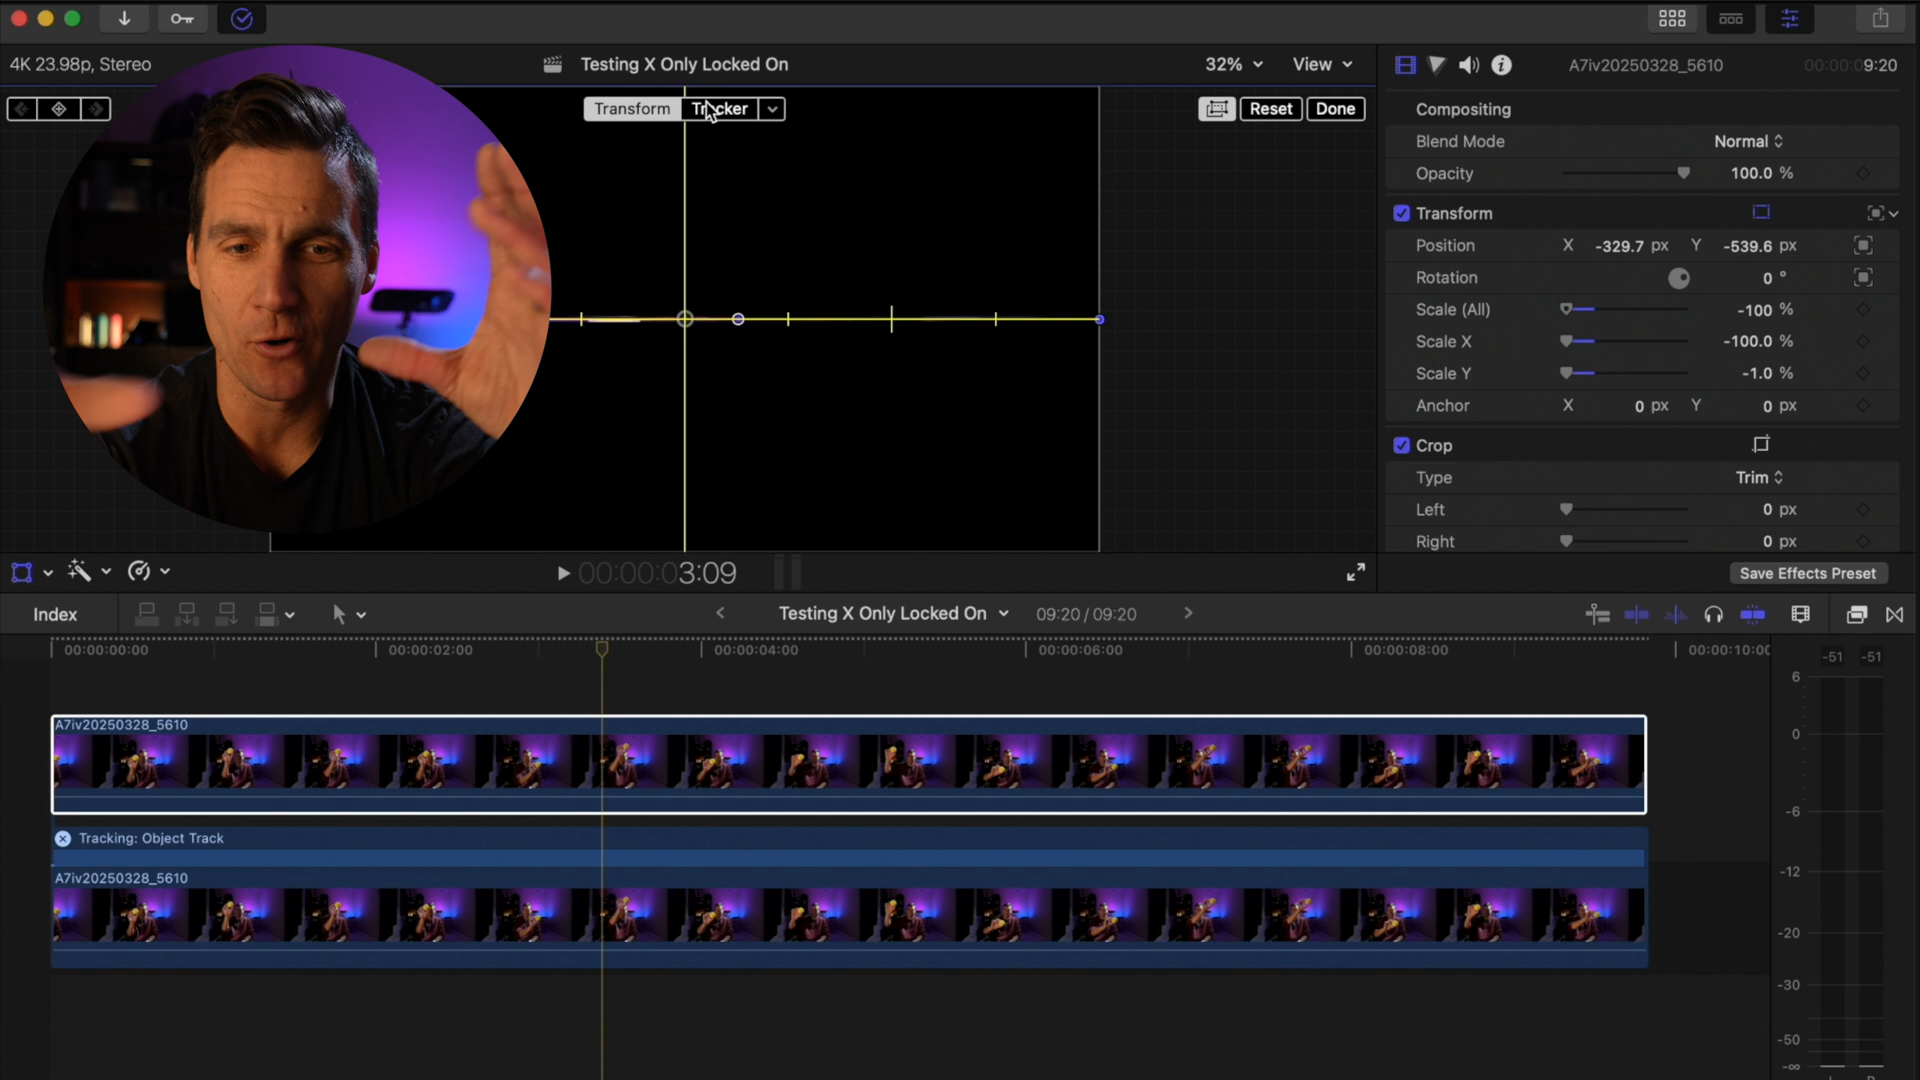 4K 23.98p, Stereo
Testing X Only Locked On
32%
View
A7iv20250328_5610
00:00:09:20
Transform
Reset
Done
Compositing
Blend Mode
Normal
Opacity
100.0 %
Transform
Position X -329.7 px Y -539.6 px
Rotation
0 °
Scale (All)
-100 %
Scale X
-100.0 %
Scale Y
-1.0 %
Anchor X 0 px Y 0 px
Crop
Type
Trim
Left
0 px
Right
0 px
00:00:03:09
Save Effects Preset
Index
Testing X Only Locked On
09:20 / 09:20
00:00:00:00
00:00:02:00
00:00:04:00
00:00:06:00
00:00:08:00
-51 -51
6
0
-6
-12
-20
-30
-50
-∞
A7iv20250328_5610
Tracking: Object Track
A7iv20250328_5610